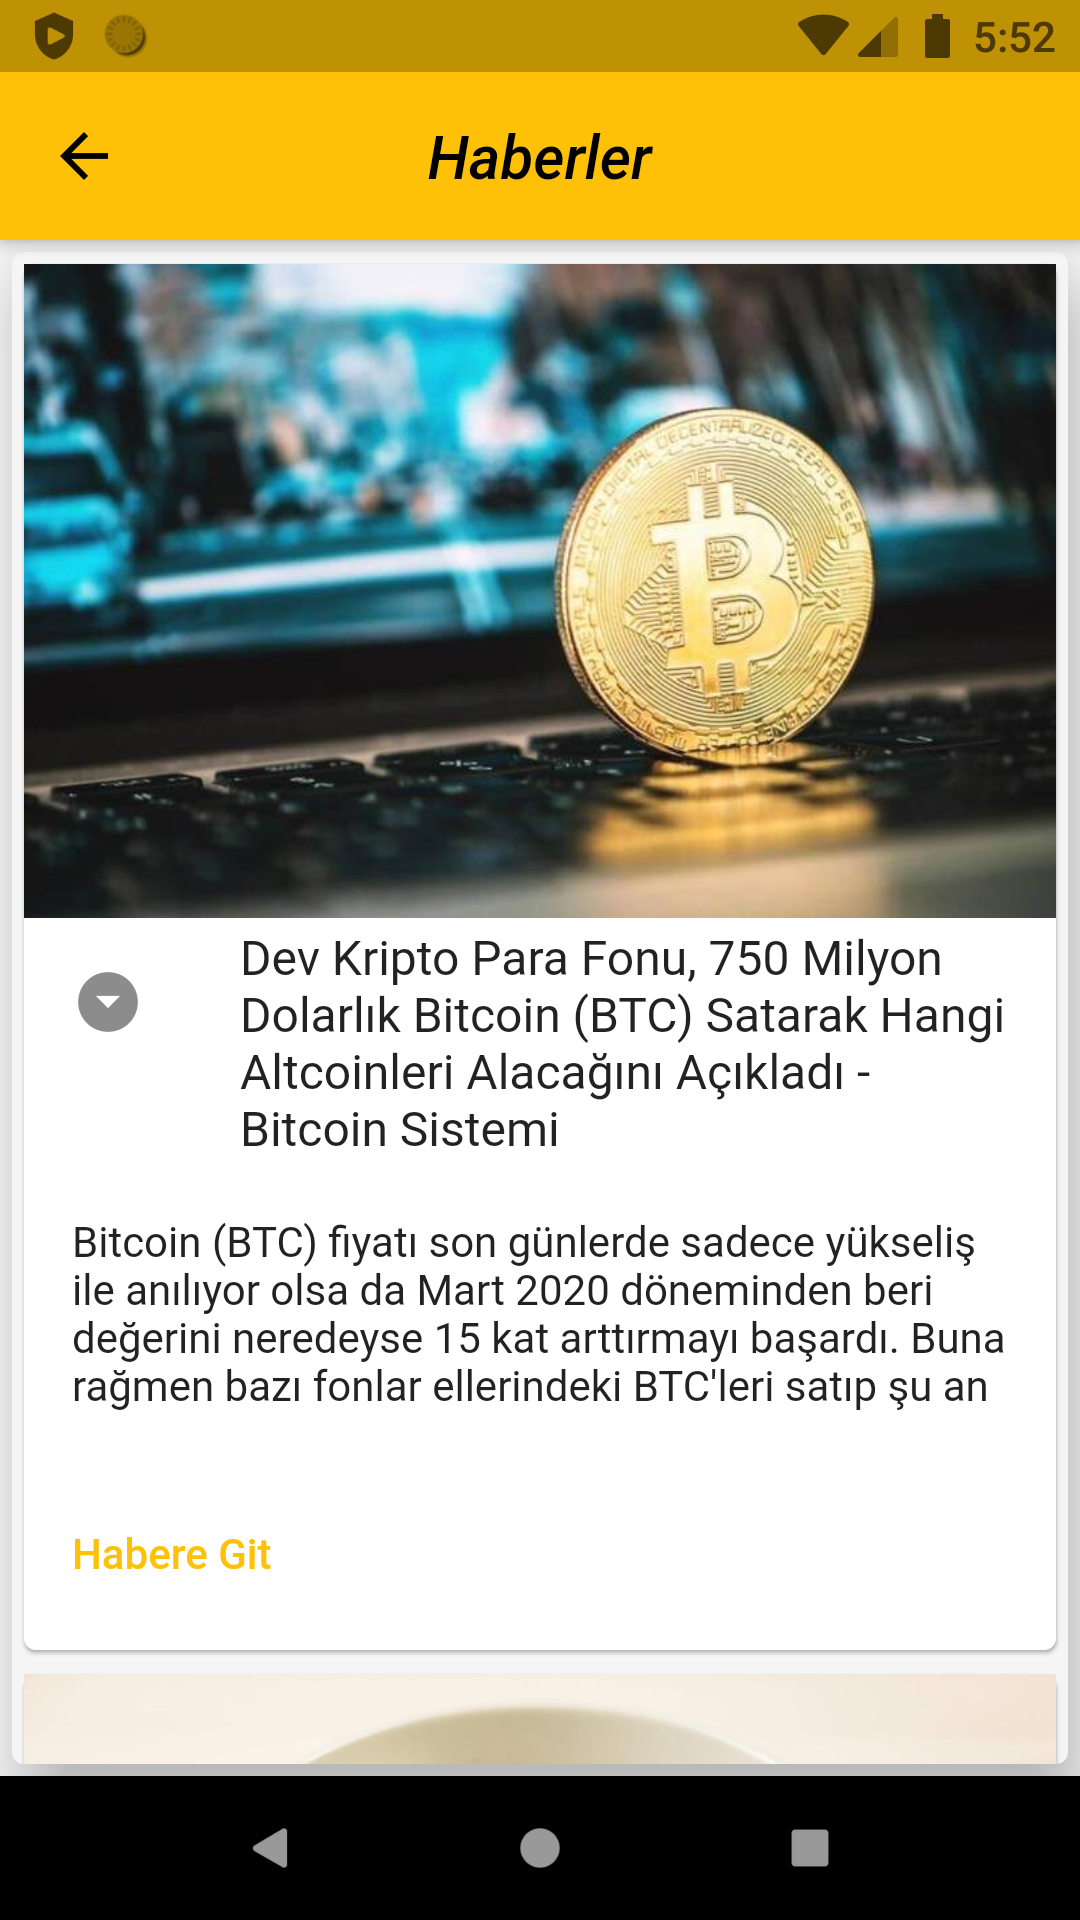 5:52
Haberler
Dev Kripto Para Fonu, 750 Milyon
Dolarlık Bitcoin (BTC) Satarak Hangi
Altcoinleri Alacağını Açıkladı -
Bitcoin Sistemi
Bitcoin (BTC) fiyatı son günlerde sadece yükseliş
ile anılıyor olsa da Mart 2020 döneminden beri
değerini neredeyse 15 kat arttırmayı başardı. Buna
rağmen bazı fonlar ellerindeki BTC'leri satıp şu an
Habere Git